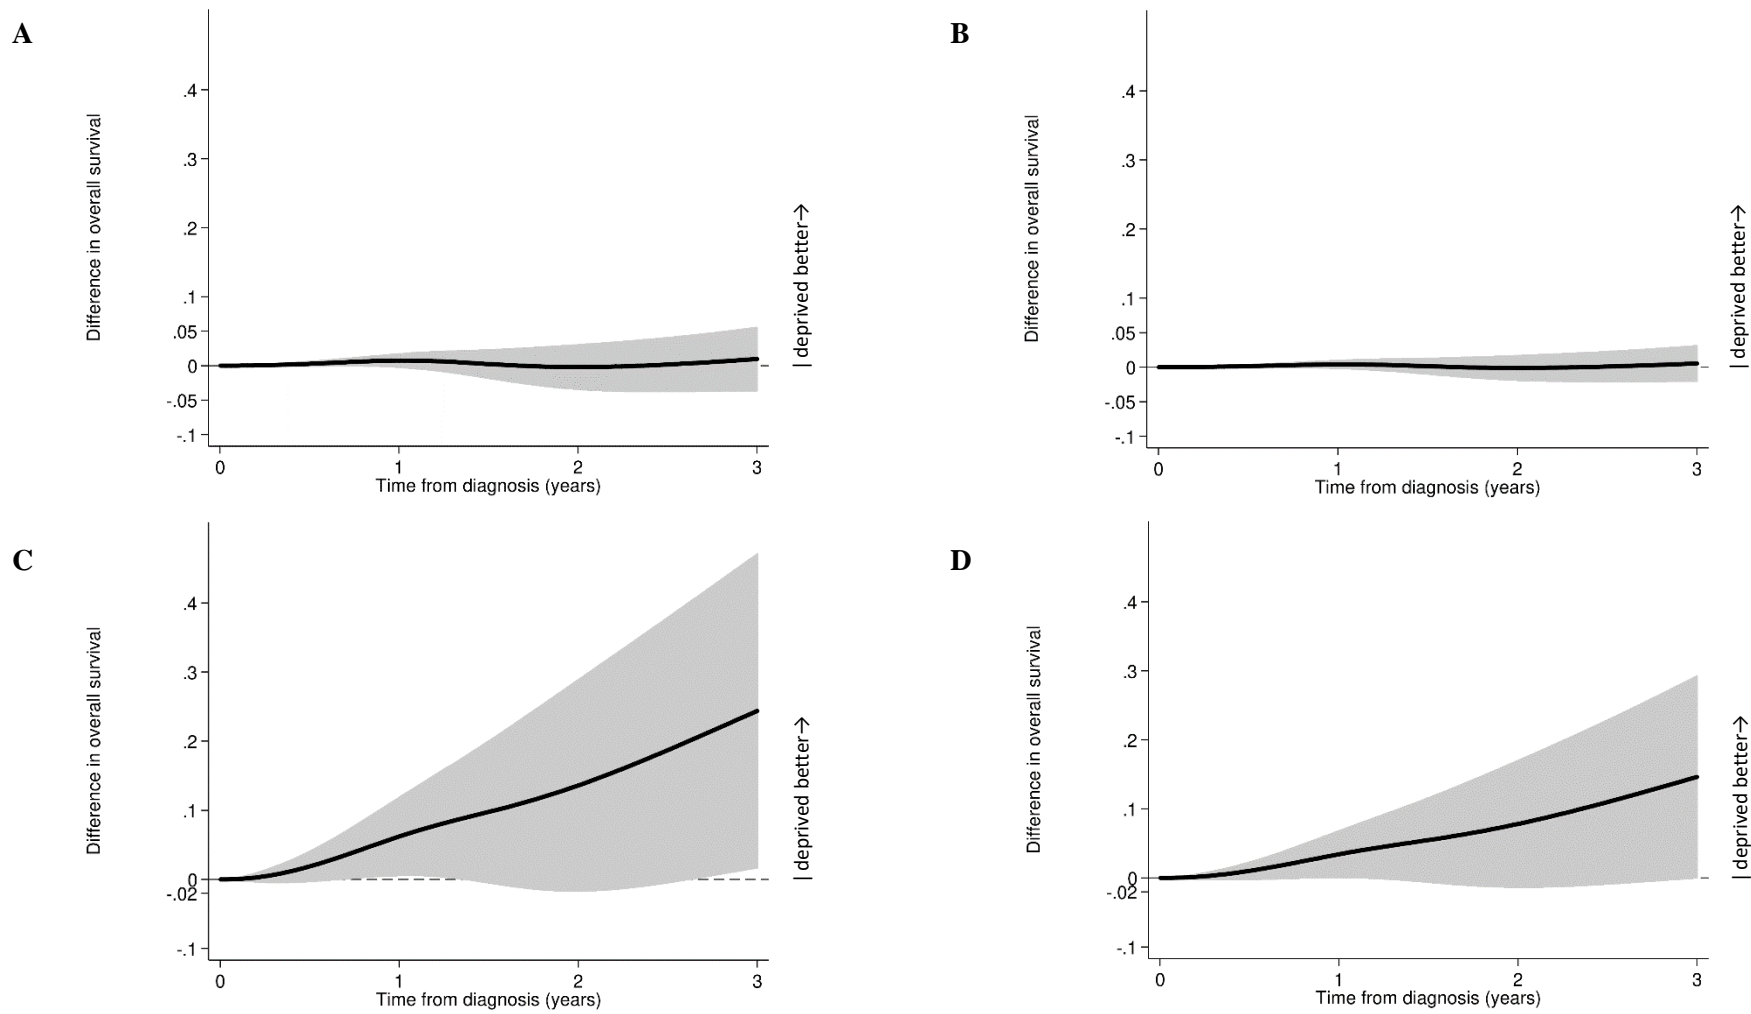 A
Difference in overall survival
.4
.3
.2
.1
.05
0
-.05
-.1
0 1 2 3
Time from diagnosis (years)
| deprived better→
B
Difference in overall survival
.4
.3
.2
.1
.05
0
-.05
-.1
0 1 2 3
Time from diagnosis (years)
| deprived better→
C
Difference in overall survival
.4
.3
.2
.1
0
-.02
-.1
0 1 2 3
Time from diagnosis (years)
| deprived better→
D
Difference in overall survival
.4
.3
.2
.1
0
-.02
-.1
0 1 2 3
Time from diagnosis (years)
| deprived better→